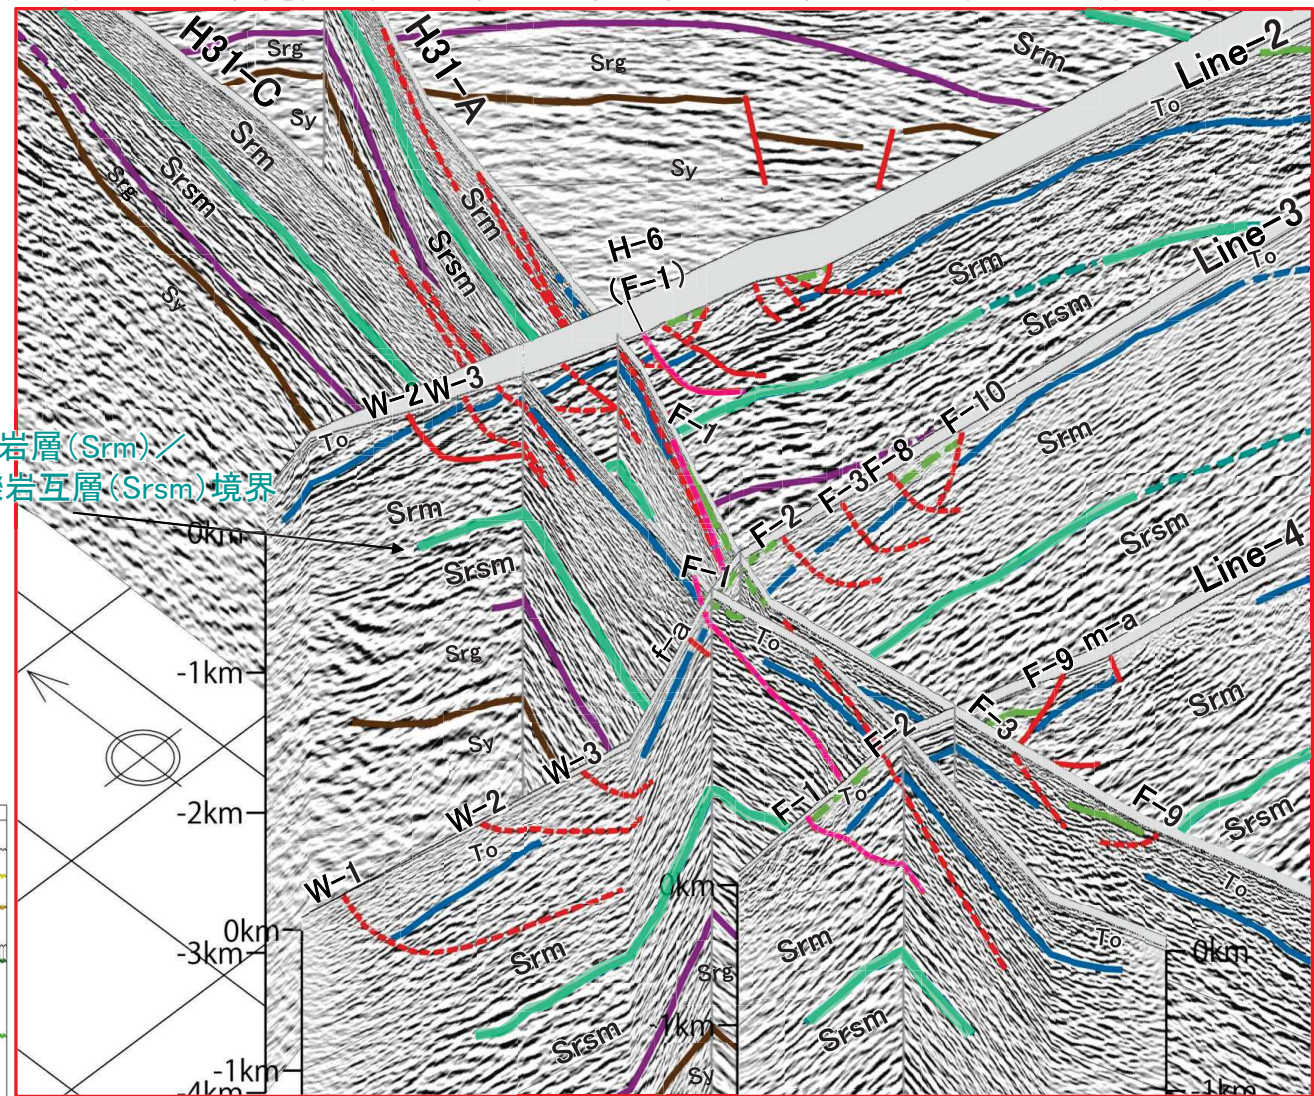 H31-C
Srg
H31-A
Srg
Srm
Line-2
Sy
To
Srm
Sy
Srg
Srsm
Srm
Srsm
Sy
H-6
(F-1)
Srm
Line-3
To
Srsm
W-2
W-3
To
F-1
F-10
岩層(Srm)/
岩互層(Srsm)境界
Srm
F-8
F-3
Srm
0km
F-2
Srsm
Srsm
F-1
Line-4
f-a
To
m-a
Srg
-1km
F-9
Srm
F-3
Sy
F-2
W-3
W-2
-2km
F-1
To
F-9
Srsm
To
W-1
0km
To
0km
To
-3km
Srm
Srm
0km
Srg
Srsm
-1km
Srsm
-1km
Sy
-4km
-1km